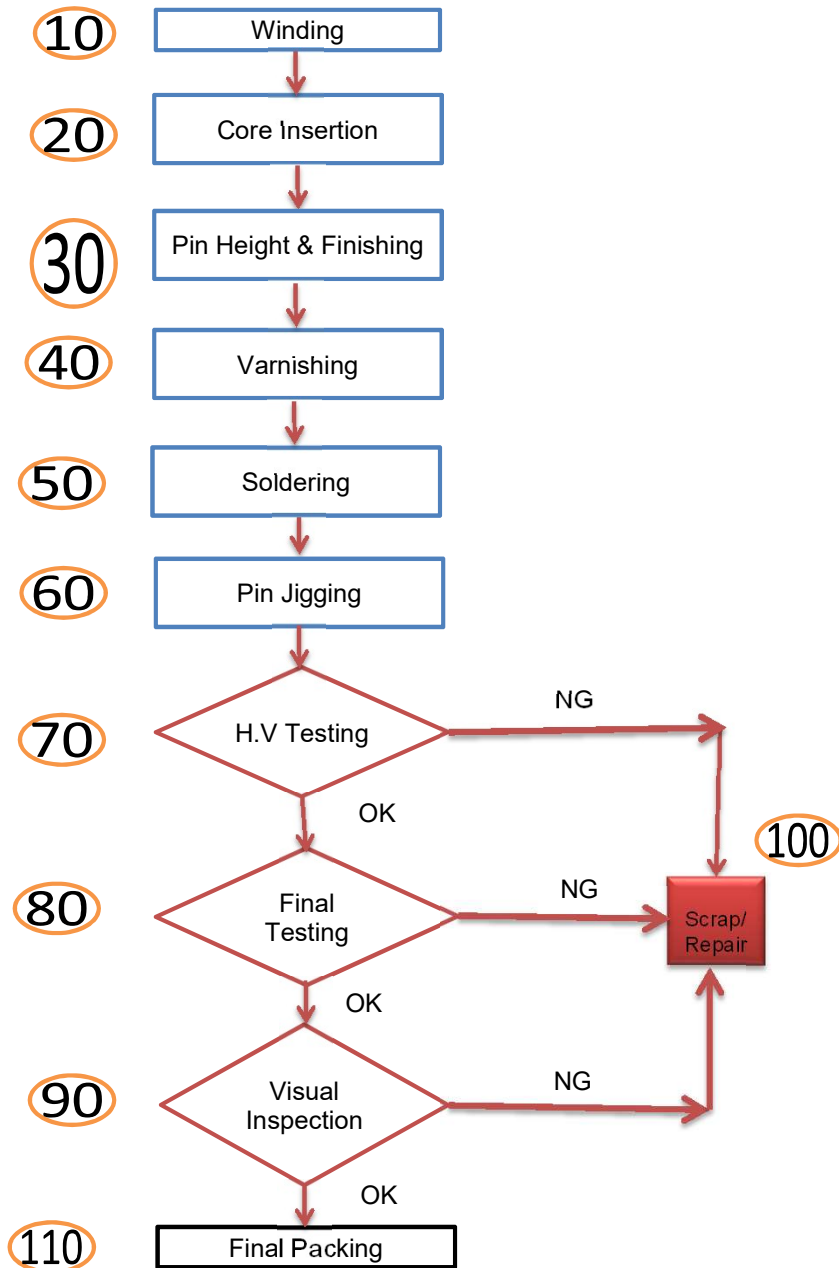 10
Winding
20
Core Insertion
30
Pin Height & Finishing
40
Varnishing
50
Soldering
60
Pin Jigging
70
H.V Testing
NG
OK
100
80
Final
Testing
NG
Scrap/
Repair
OK
90
Visual
Inspection
NG
OK
110
Final Packing